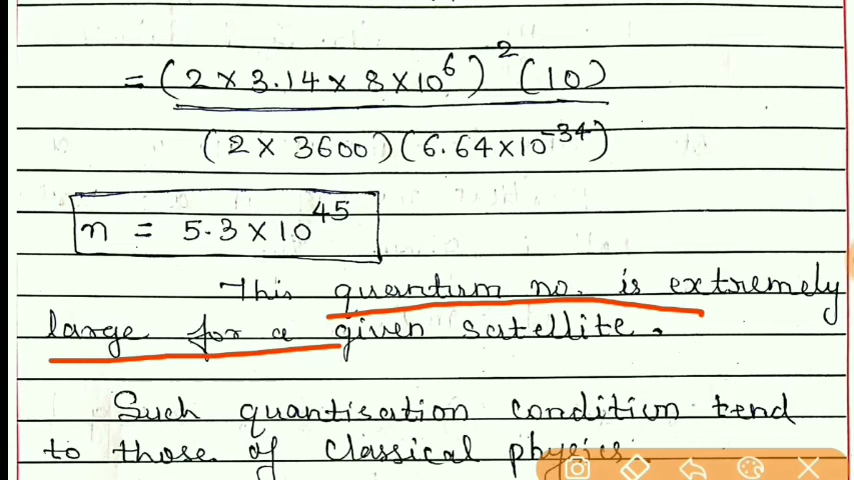 = (2 × 3.14 × 8 × 10⁶)² (10)
(2 × 3600) (6.64 × 10⁻³⁴)
n = 5.3 × 10⁴⁵
This quantum no. is extremely
large for a given satellite.
Such quantisation condition tend
to those of classical physics.